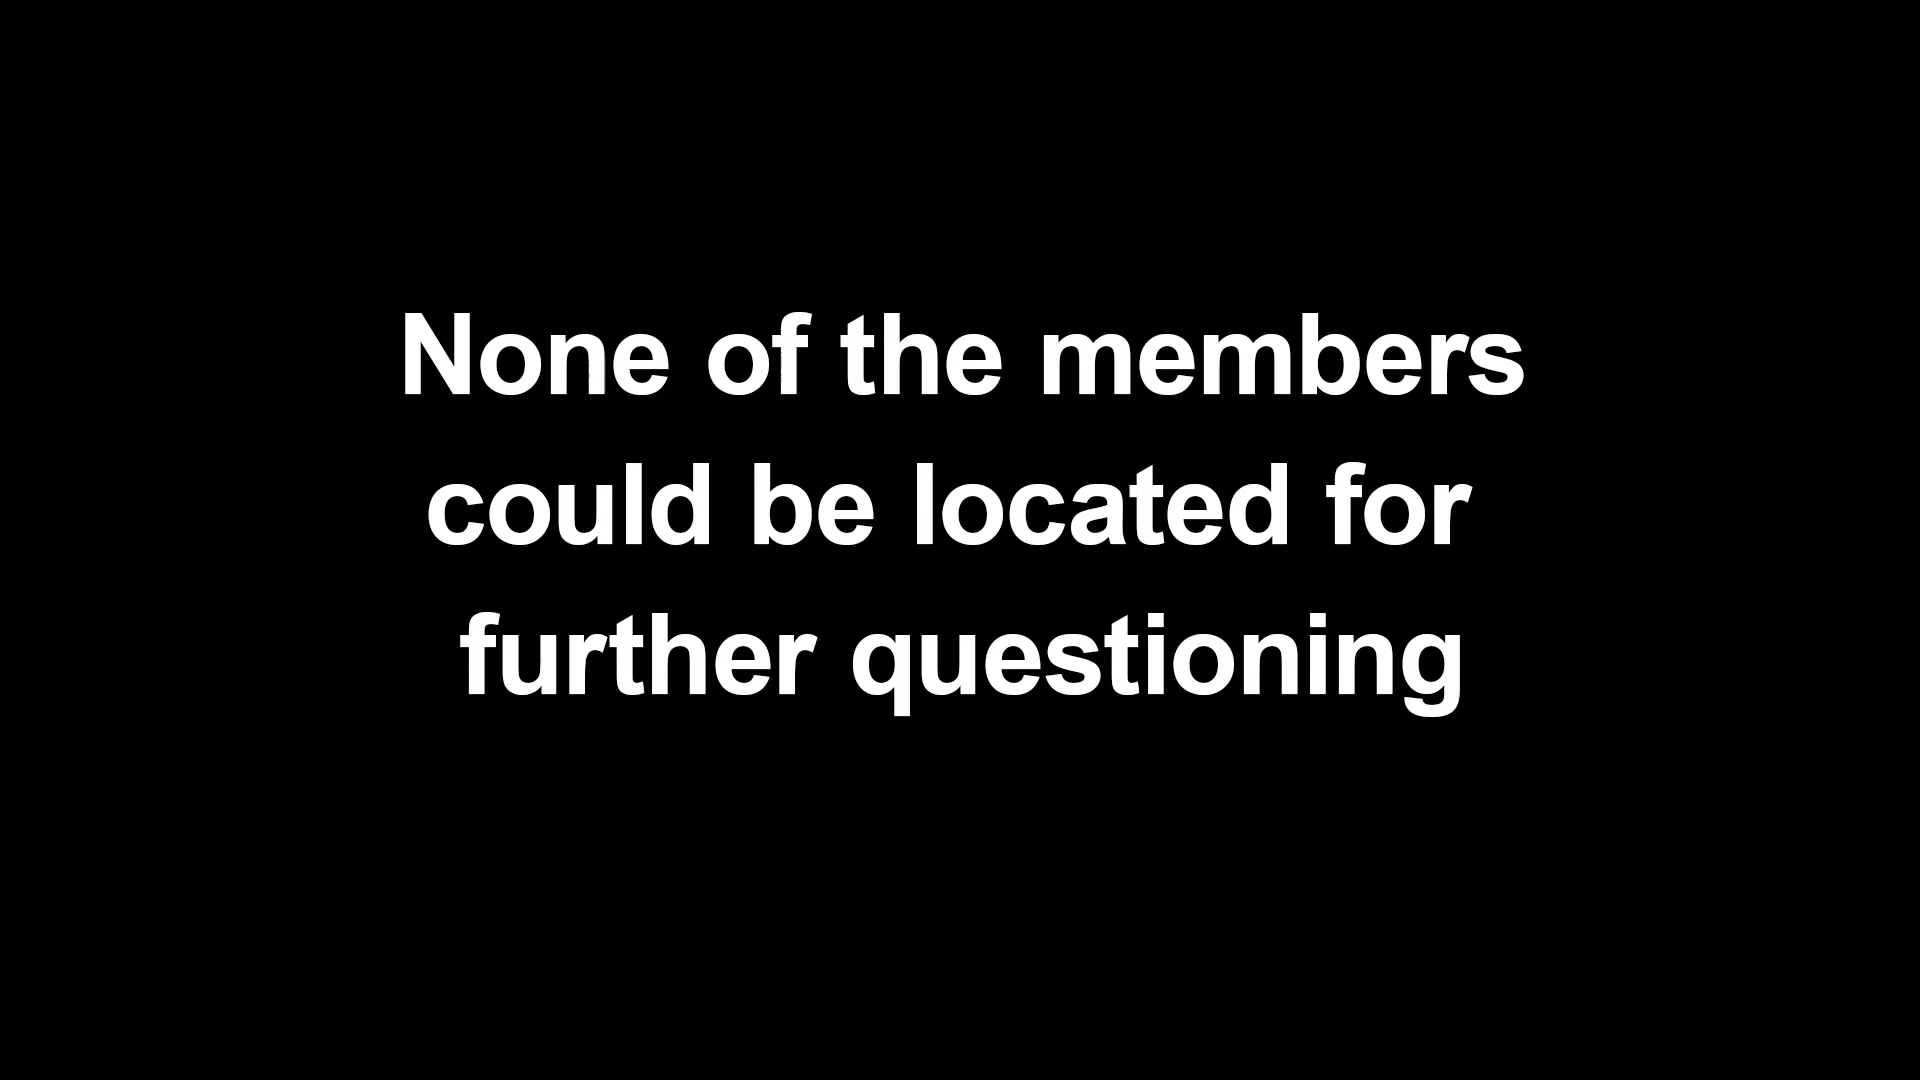 None of the members
could be located for
further questioning